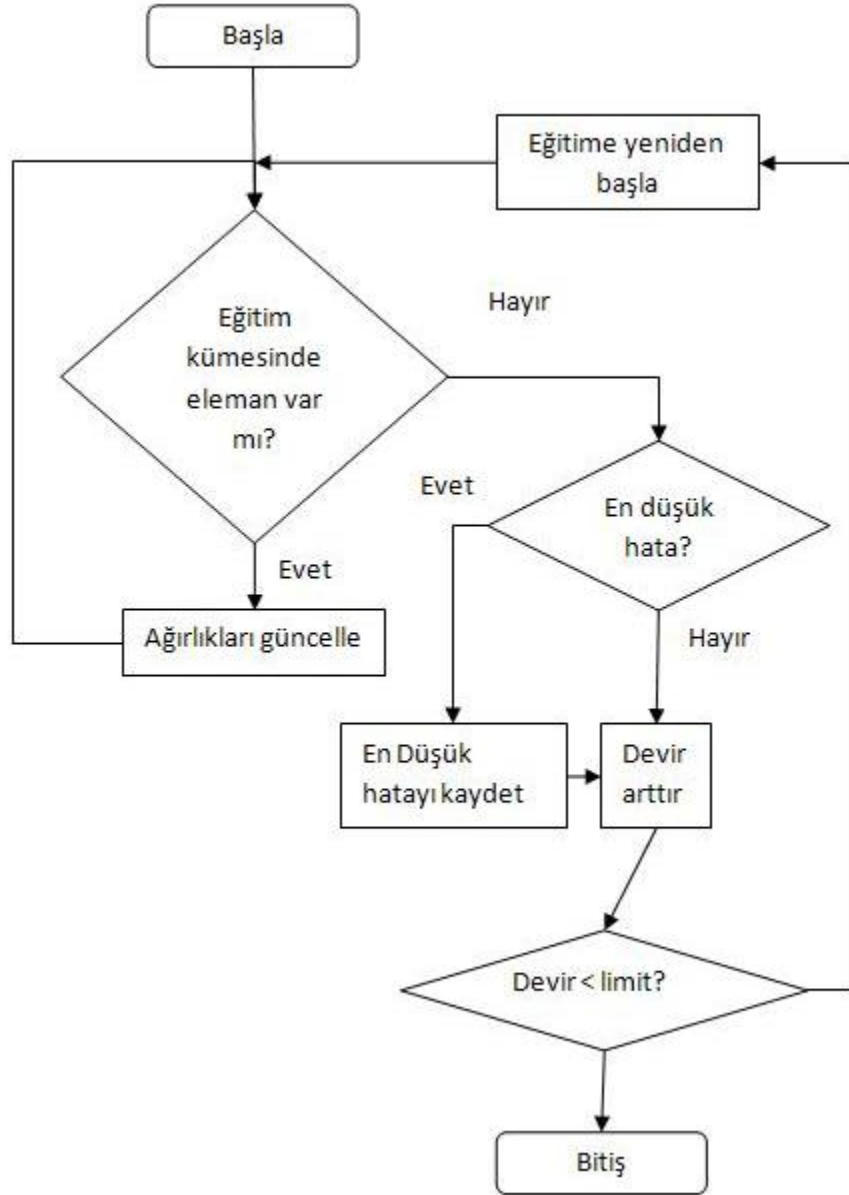 Başla
Eğitime yeniden
başla
Hayır
Eğitim
kümesinde
eleman var
mı?
Evet
En düşük
hata?
Evet
Ağırlıkları güncelle
Hayır
En Düşük
hatayı kaydet
Devir
arttır
Devir < limit?
Bitiş